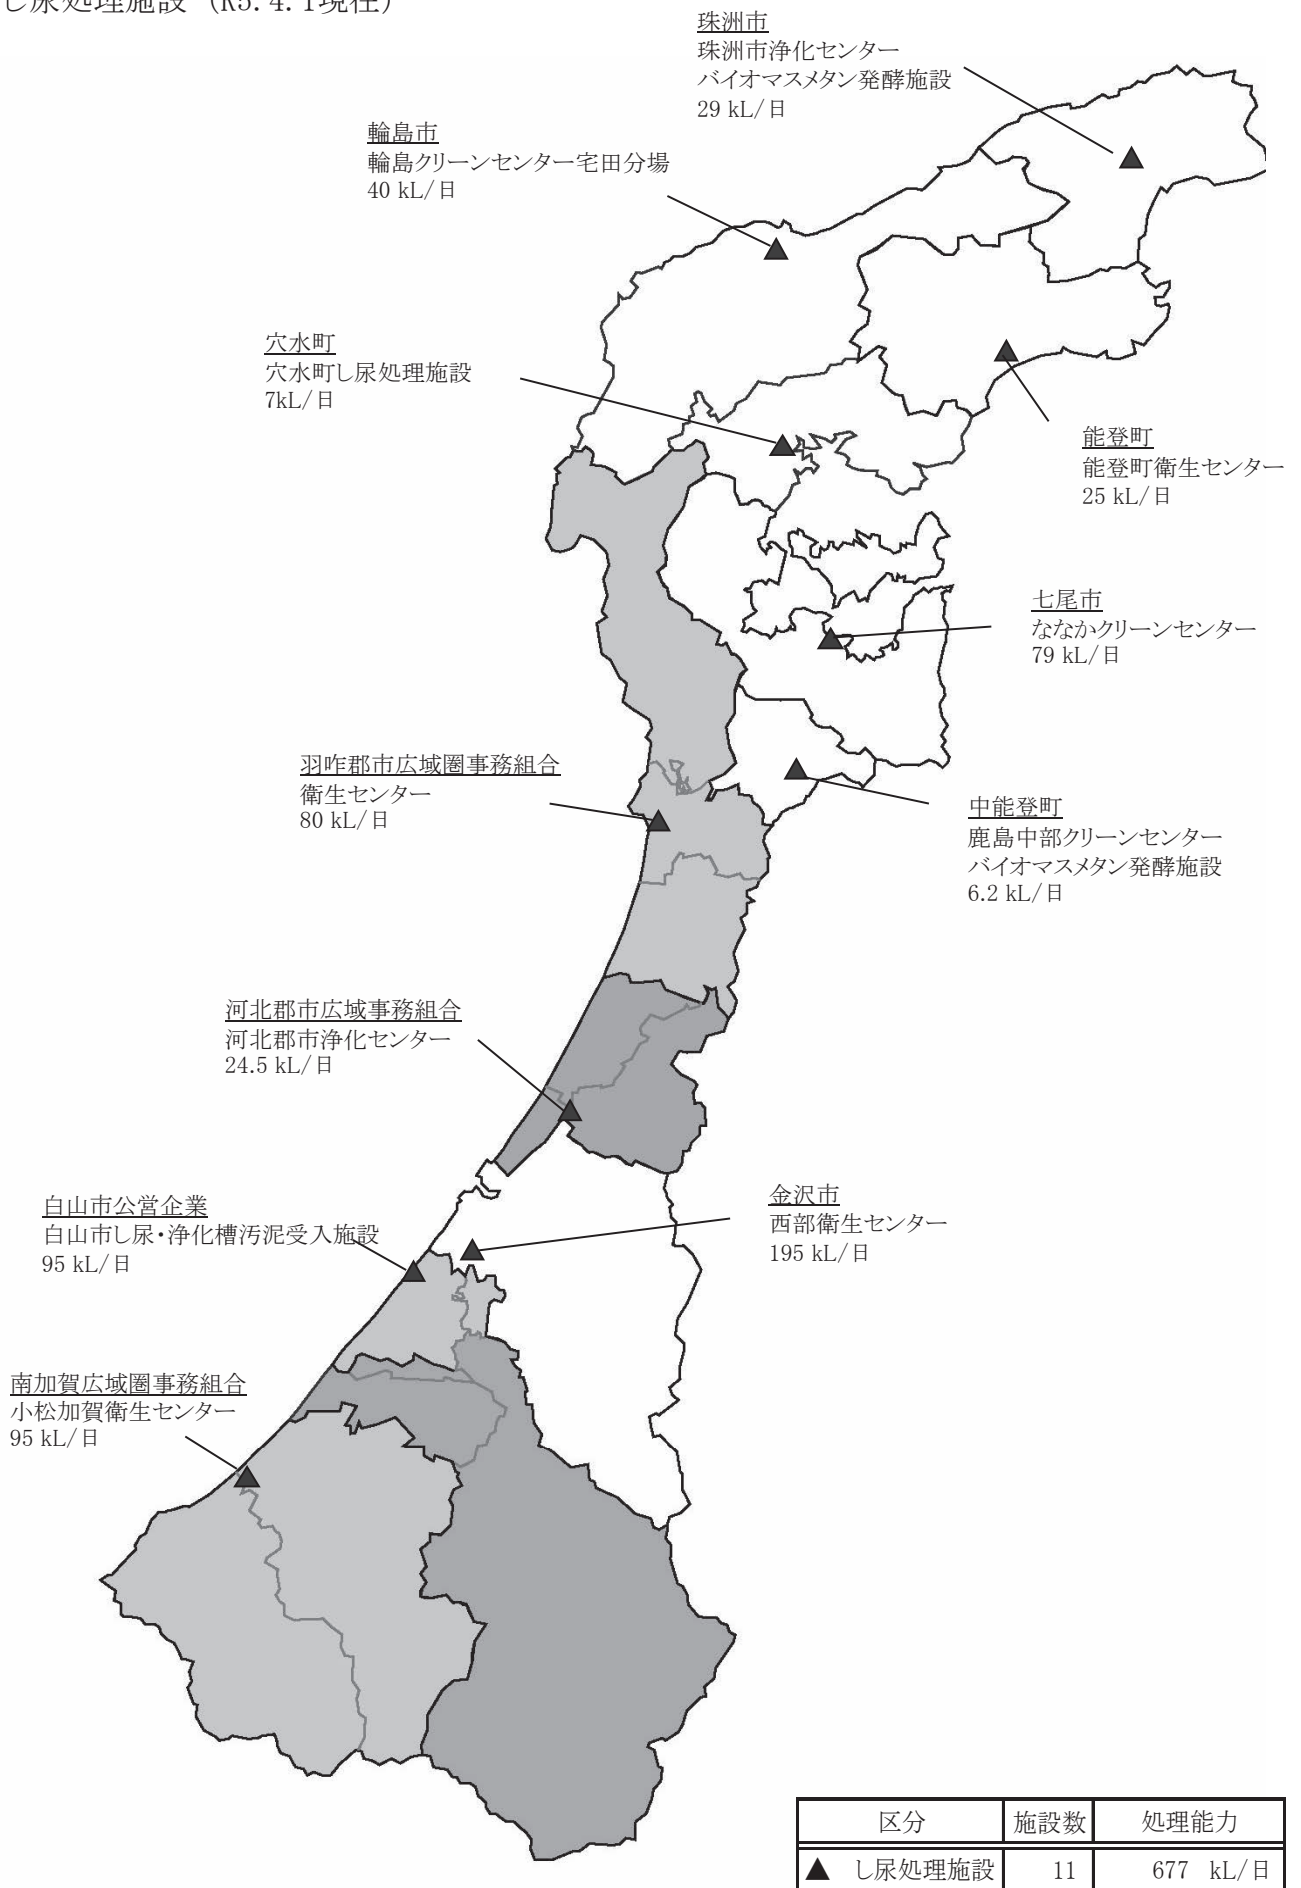 し尿処理施設 (R5.4.1現在)
珠洲市
珠洲市浄化センター
バイオマスメタン発酵施設
29 kL/日
輪島市
輪島クリーンセンター宅田分場
40 kL/日
穴水町
穴水町し尿処理施設
7kL/日
能登町
能登町衛生センター
25 kL/日
七尾市
ななかクリーンセンター
79 kL/日
羽咋郡市広域圏事務組合
衛生センター
80 kL/日
中能登町
鹿島中部クリーンセンター
バイオマスメタン発酵施設
6.2 kL/日
河北郡市広域事務組合
河北郡市浄化センター
24.5 kL/日
白山市公営企業
白山市し尿・浄化槽汚泥受入施設
95 kL/日
金沢市
西部衛生センター
195 kL/日
南加賀広域圏事務組合
小松加賀衛生センター
95 kL/日
区分 施設数 処理能力
▲ し尿処理施設 11 677 kL/日